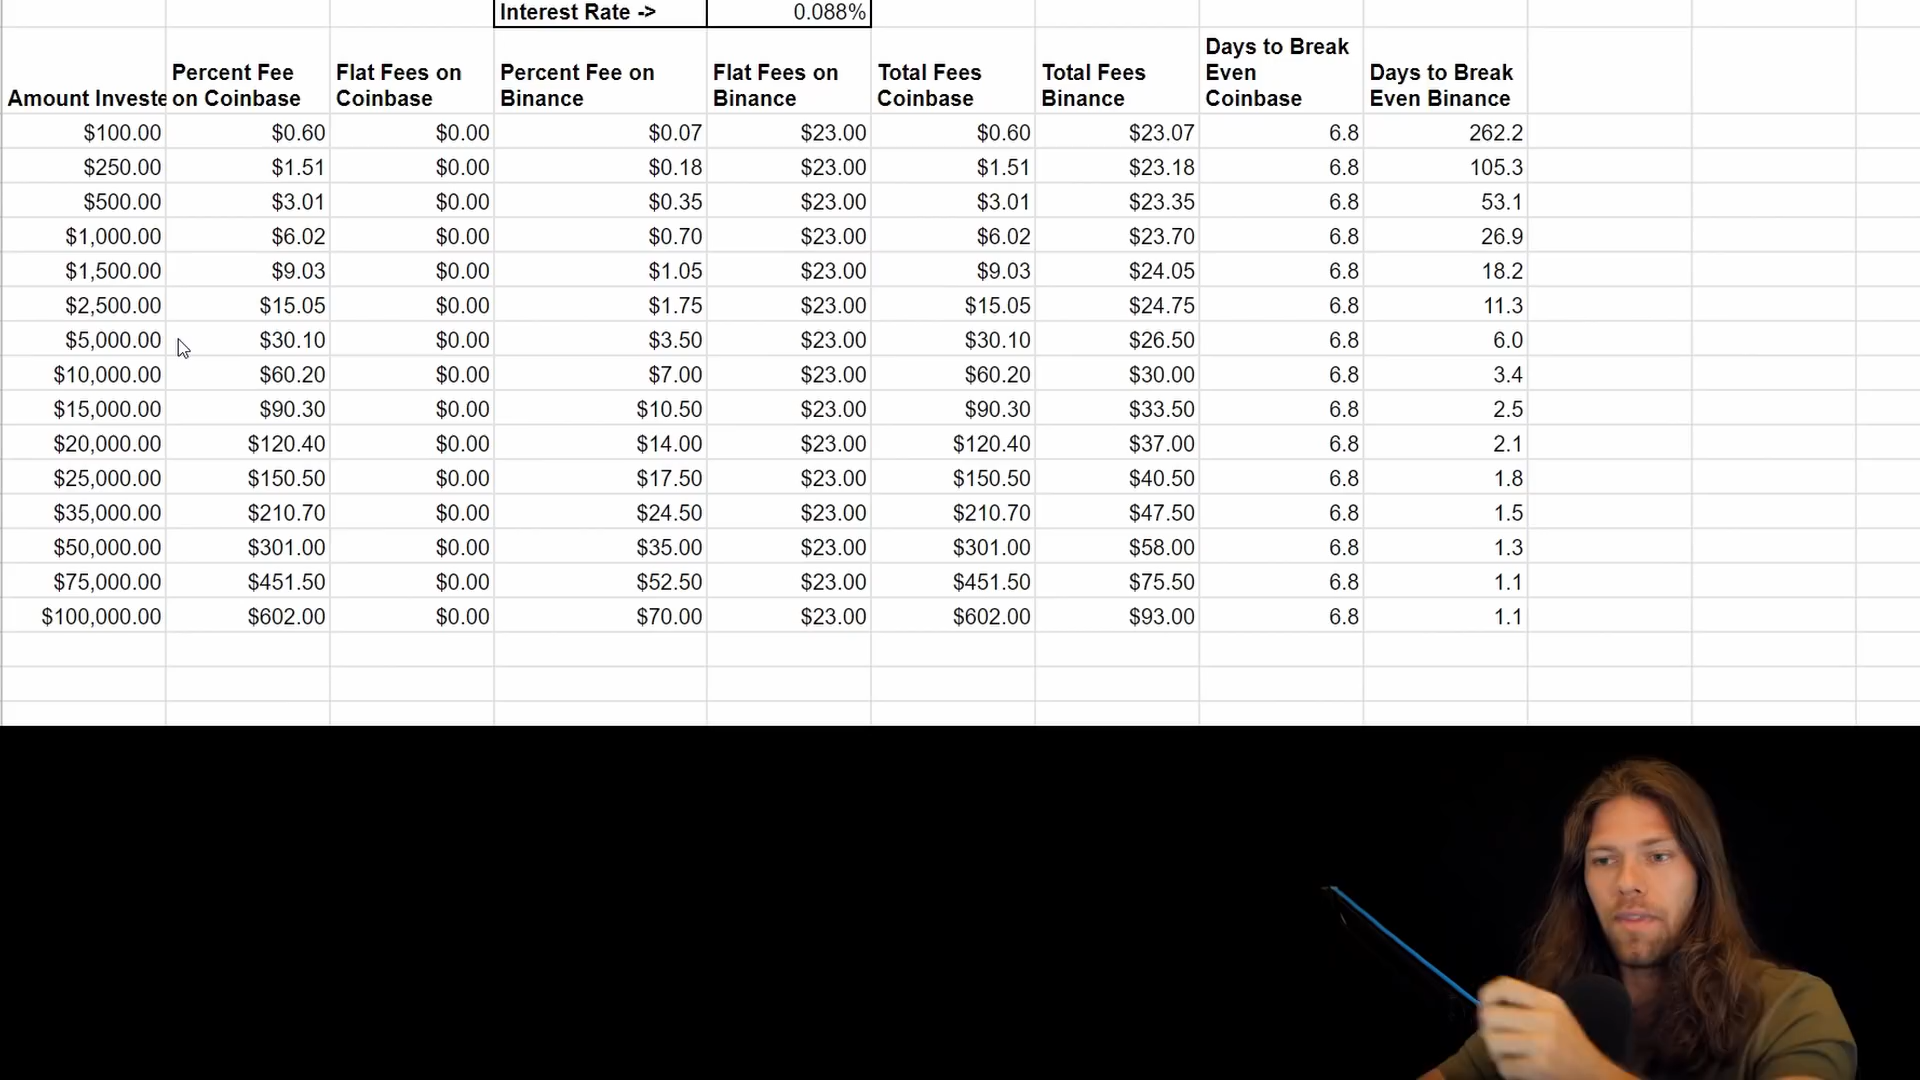 Interest Rate -> 0.088%
Amount Investe Percent Fee on Coinbase Flat Fees on Coinbase Percent Fee on Binance Flat Fees on Binance Total Fees Coinbase Total Fees Binance Days to Break Even Coinbase Days to Break Even Binance
$100.00 $0.60 $0.00 $0.07 $23.00 $0.60 $23.07 6.8 262.2
$250.00 $1.51 $0.00 $0.18 $23.00 $1.51 $23.18 6.8 105.3
$500.00 $3.01 $0.00 $0.35 $23.00 $3.01 $23.35 6.8 53.1
$1,000.00 $6.02 $0.00 $0.70 $23.00 $6.02 $23.70 6.8 26.9
$1,500.00 $9.03 $0.00 $1.05 $23.00 $9.03 $24.05 6.8 18.2
$2,500.00 $15.05 $0.00 $1.75 $23.00 $15.05 $24.75 6.8 11.3
$5,000.00 $30.10 $0.00 $3.50 $23.00 $30.10 $26.50 6.8 6.0
$10,000.00 $60.20 $0.00 $7.00 $23.00 $60.20 $30.00 6.8 3.4
$15,000.00 $90.30 $0.00 $10.50 $23.00 $90.30 $33.50 6.8 2.5
$20,000.00 $120.40 $0.00 $14.00 $23.00 $120.40 $37.00 6.8 2.1
$25,000.00 $150.50 $0.00 $17.50 $23.00 $150.50 $40.50 6.8 1.8
$35,000.00 $210.70 $0.00 $24.50 $23.00 $210.70 $47.50 6.8 1.5
$50,000.00 $301.00 $0.00 $35.00 $23.00 $301.00 $58.00 6.8 1.3
$75,000.00 $451.50 $0.00 $52.50 $23.00 $451.50 $75.50 6.8 1.1
$100,000.00 $602.00 $0.00 $70.00 $23.00 $602.00 $93.00 6.8 1.1